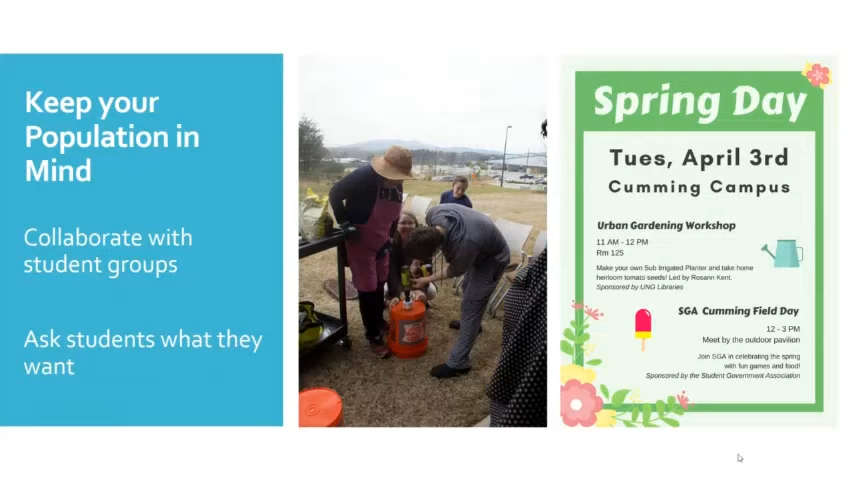 Keep your
Population in
Mind
Collaborate with
student groups
Ask students what they
want
Spring Day
Tues, April 3rd
Cumming Campus
Urban Gardening Workshop
11 AM - 12 PM
Rm 125
Make your own Sub Irrigated Planter and take home
heirloom tomato seeds! Led by Rosann Kent.
Sponsored by UNG Libraries
SGA Cumming Field Day
12 - 3 PM
Meet by the outdoor pavilion
Join SGA in celebrating the spring
with fun games and food!
Sponsored by the Student Government Association